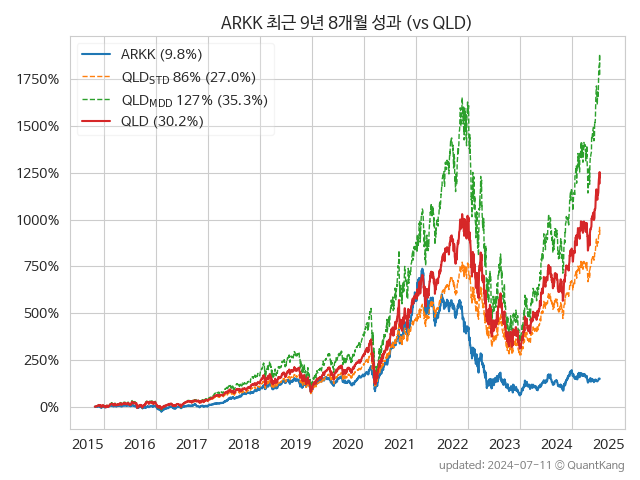 ARKK 최근 9년 8개월 성과 (vs QLD)
ARKK (9.8%)
QLD_STD 86% (27.0%)
QLD_MDD 127% (35.3%)
QLD (30.2%)
1750%
1500%
1250%
1000%
750%
500%
250%
0%
2015 2016 2017 2018 2019 2020 2021 2022 2023 2024 2025
updated: 2024-07-11 © QuantKang